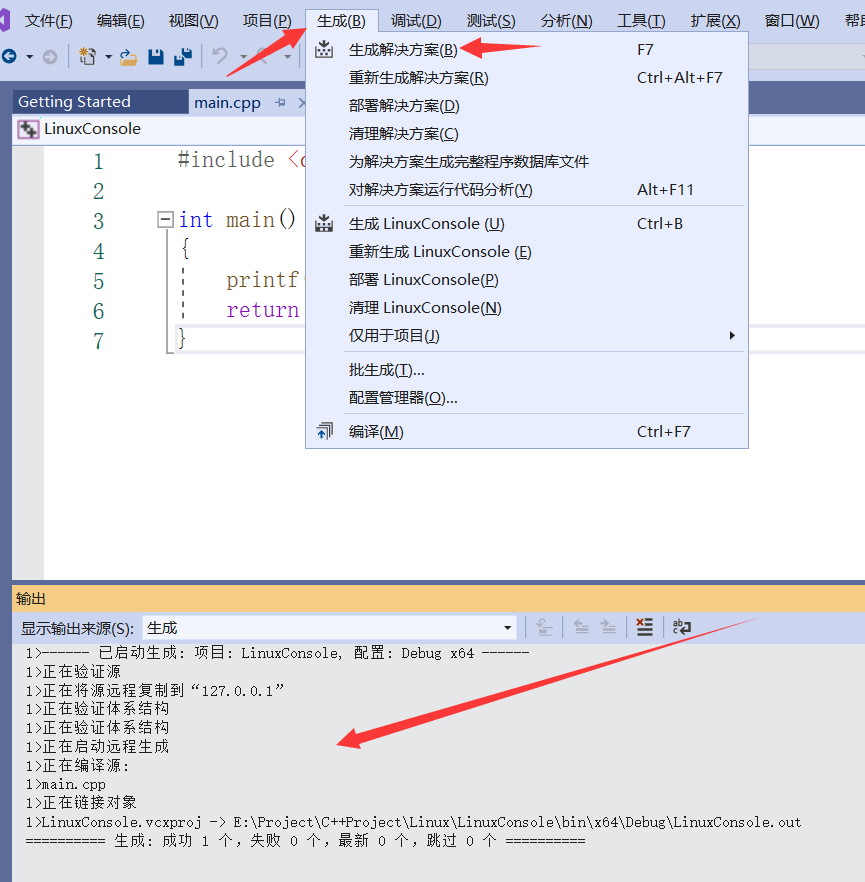 文件(F) 编辑(E) 视图(V) 项目(P) 生成(B) 调试(D) 测试(S) 分析(N) 工具(T) 扩展(X) 窗口(W)
生成解决方案(B) F7
重新生成解决方案(R) Ctrl+Alt+F7
部署解决方案(D)
清理解决方案(C)
为解决方案生成完整程序数据库文件
对解决方案运行代码分析(Y) Alt+F11
生成 LinuxConsole (U) Ctrl+B
重新生成 LinuxConsole (E)
部署 LinuxConsole(P)
清理 LinuxConsole(N)
仅用于项目(J)
批生成(T)...
配置管理器(O)...
编译(M) Ctrl+F7
Getting Started main.cpp
LinuxConsole
1 #include <
2
3 int main()
4 {
5 printf
6 return
7 }
输出
显示输出来源(S): 生成
1>------ 已启动生成: 项目: LinuxConsole, 配置: Debug x64 ------
1>正在验证源
1>正在将源远程复制到“127.0.0.1”
1>正在验证体系结构
1>正在验证体系结构
1>正在启动远程生成
1>正在编译源:
1>main.cpp
1>正在链接对象
1>LinuxConsole.vcxproj -> E:\Project\C++Project\Linux\LinuxConsole\bin\x64\Debug\LinuxConsole.out
========== 生成: 成功 1 个，失败 0 个，最新 0 个，跳过 0 个 ==========